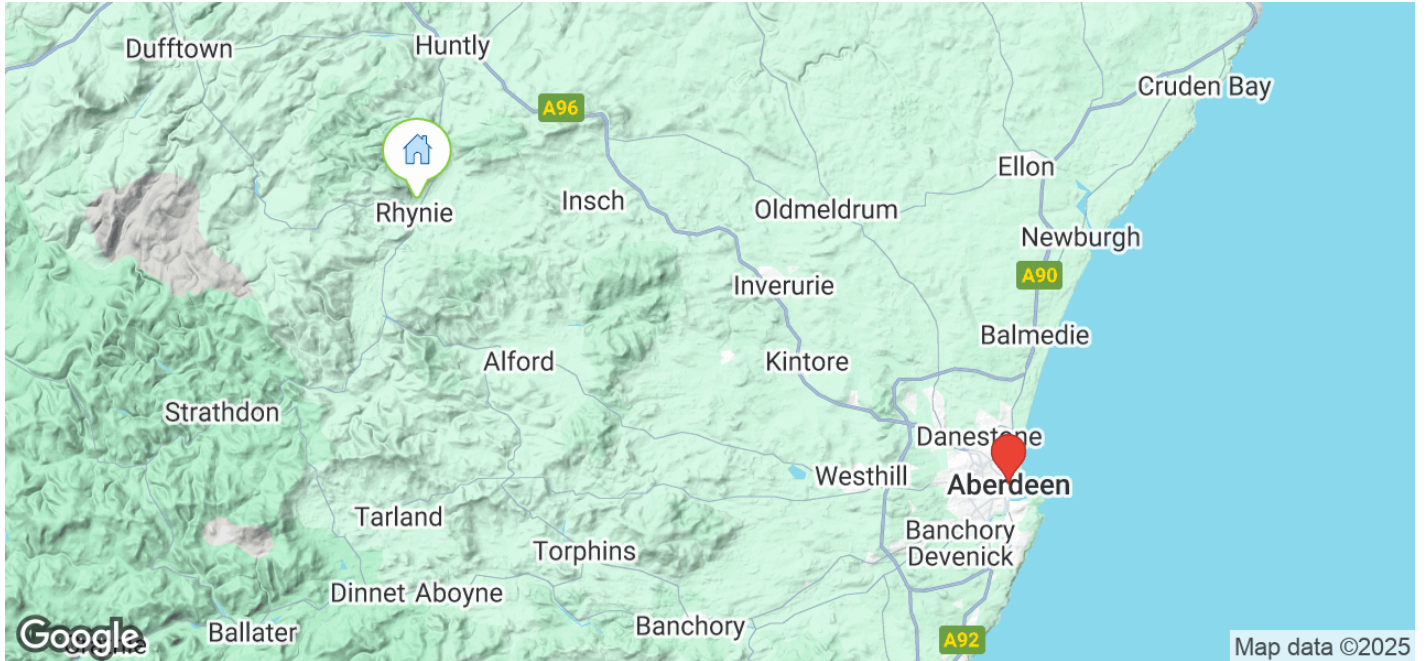 Dufftown
Huntly
Cruden Bay
A96
Ellon
Rhynie
Insch
Oldmeldrum
Newburgh
A90
Inverurie
Balmedie
Alford
Kintore
Strathdon
Danestone
Westhill
Aberdeen
Tarland
Banchory
Devenick
Torphins
Dinnet
Aboyne
Ballater
Banchory
A92
Google
Map data ©2025